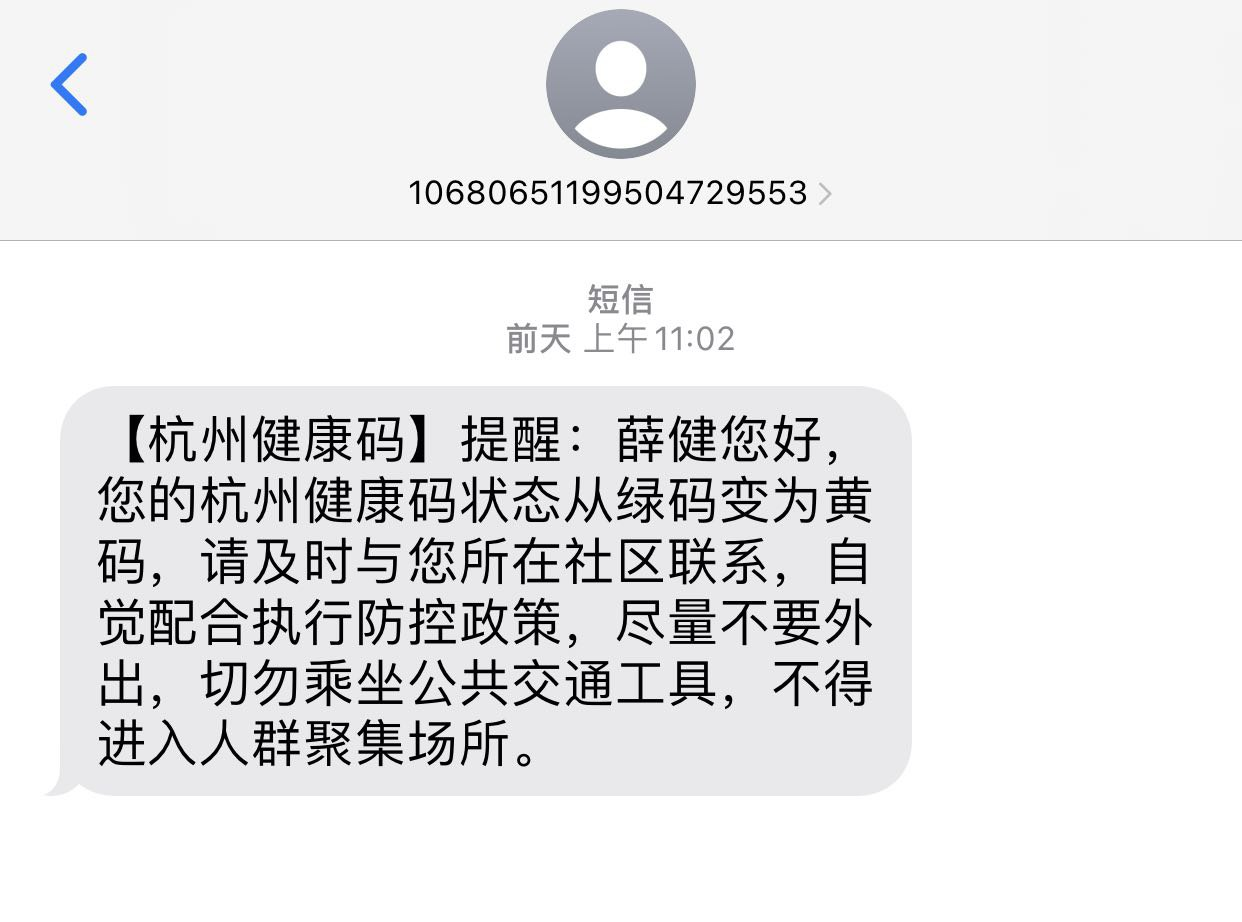 10680651199504729553
短信
前天 上午11:02
【杭州健康码】提醒：薛健您好，
您的杭州健康码状态从绿码变为黄
码，请及时与您所在社区联系，自
觉配合执行防控政策，尽量不要外
出，切勿乘坐公共交通工具，不得
进入人群聚集场所。